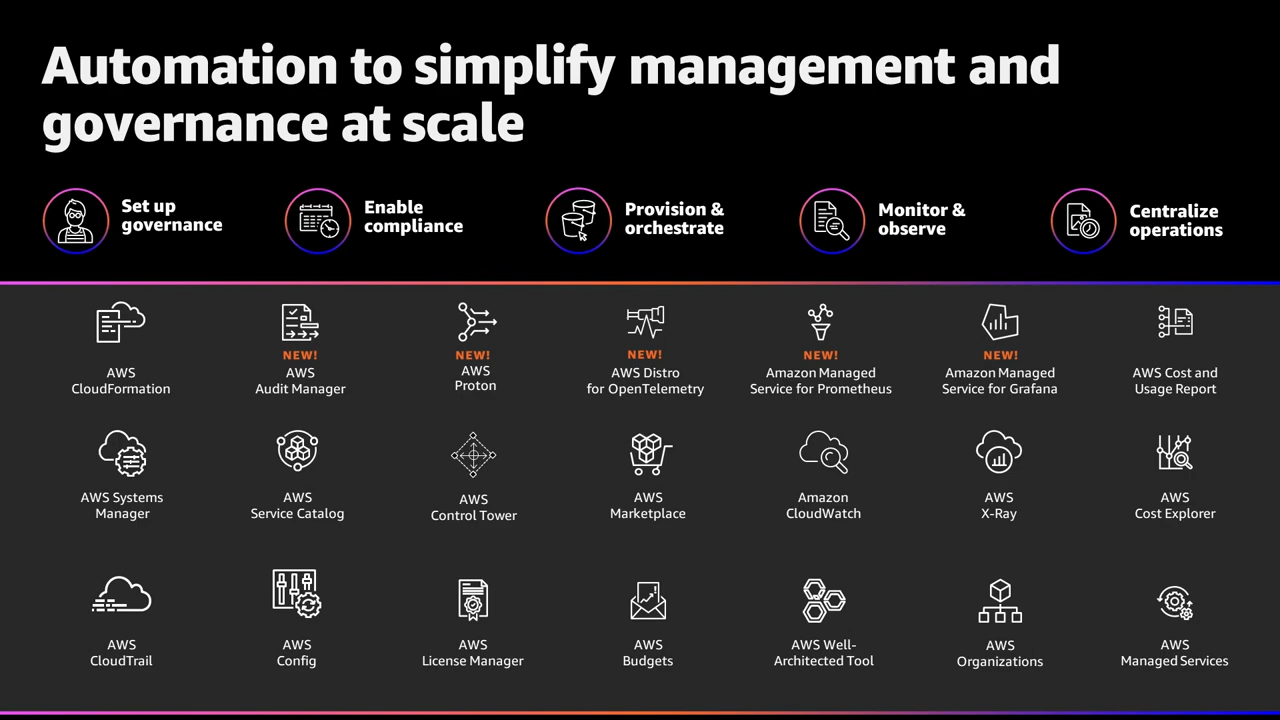 Automation to simplify management and
governance at scale
Set up
governance
Enable
compliance
Provision &
orchestrate
Monitor &
observe
Centralize
operations
AWS
CloudFormation
NEW!
AWS
Audit Manager
NEW!
AWS
Proton
NEW!
AWS Distro
for OpenTelemetry
NEW!
Amazon Managed
Service for Prometheus
NEW!
Amazon Managed
Service for Grafana
AWS Cost and
Usage Report
AWS Systems
Manager
AWS
Service Catalog
AWS
Control Tower
AWS
Marketplace
Amazon
CloudWatch
AWS
X-Ray
AWS
Cost Explorer
AWS
CloudTrail
AWS
Config
AWS
License Manager
AWS
Budgets
AWS Well-
Architected Tool
AWS
Organizations
AWS
Managed Services